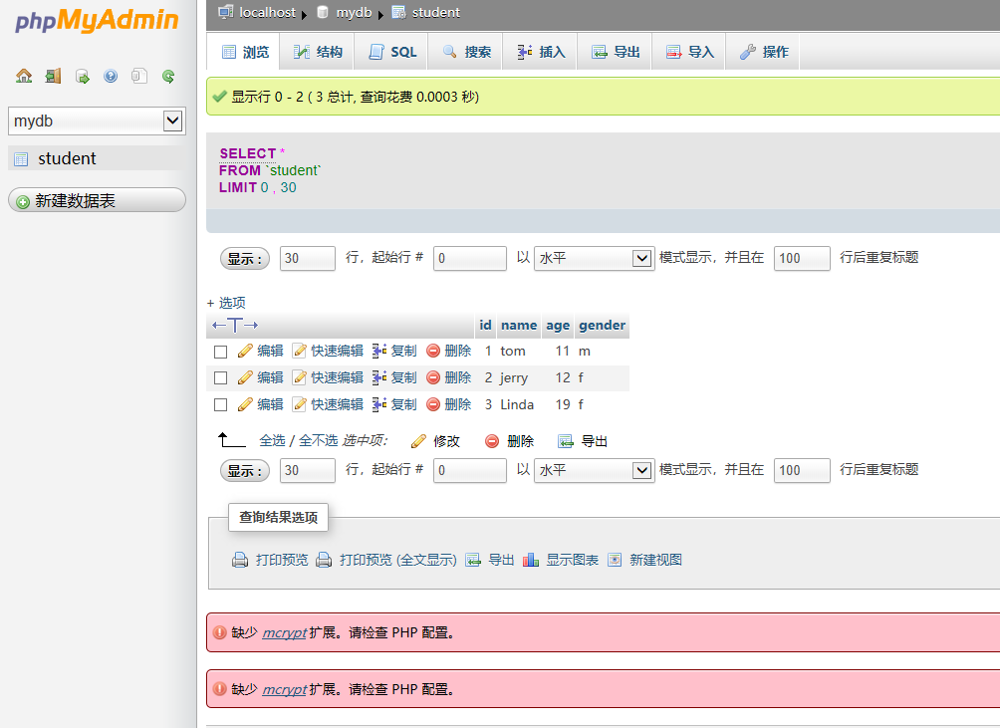 phpMyAdmin
mydb
student
新建数据表
localhost mydb student
浏览 结构 SQL 搜索 插入 导出 导入 操作
显示行 0 - 2 ( 3 总计, 查询花费 0.0003 秒)
SELECT *
FROM `student`
LIMIT 0 , 30
显示 : 30 行，起始行 # 0 以 水平 模式显示，并且在 100 行后重复标题
+ 选项
←T→ id name age gender
编辑 快速编辑 复制 删除 1 tom 11 m
编辑 快速编辑 复制 删除 2 jerry 12 f
编辑 快速编辑 复制 删除 3 Linda 19 f
全选 / 全不选 选中项: 修改 删除 导出
显示 : 30 行，起始行 # 0 以 水平 模式显示，并且在 100 行后重复标题
查询结果选项
打印预览 打印预览 (全文显示) 导出 显示图表 新建视图
缺少 mcrypt 扩展。请检查 PHP 配置。
缺少 mcrypt 扩展。请检查 PHP 配置。